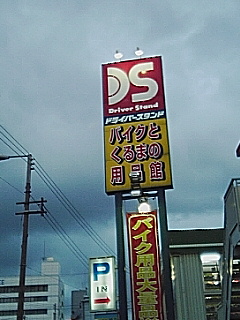 DS
Driver Stand
ドライバースタンド
バイクと
くるまの
用品館
P
IN
バイク用品大